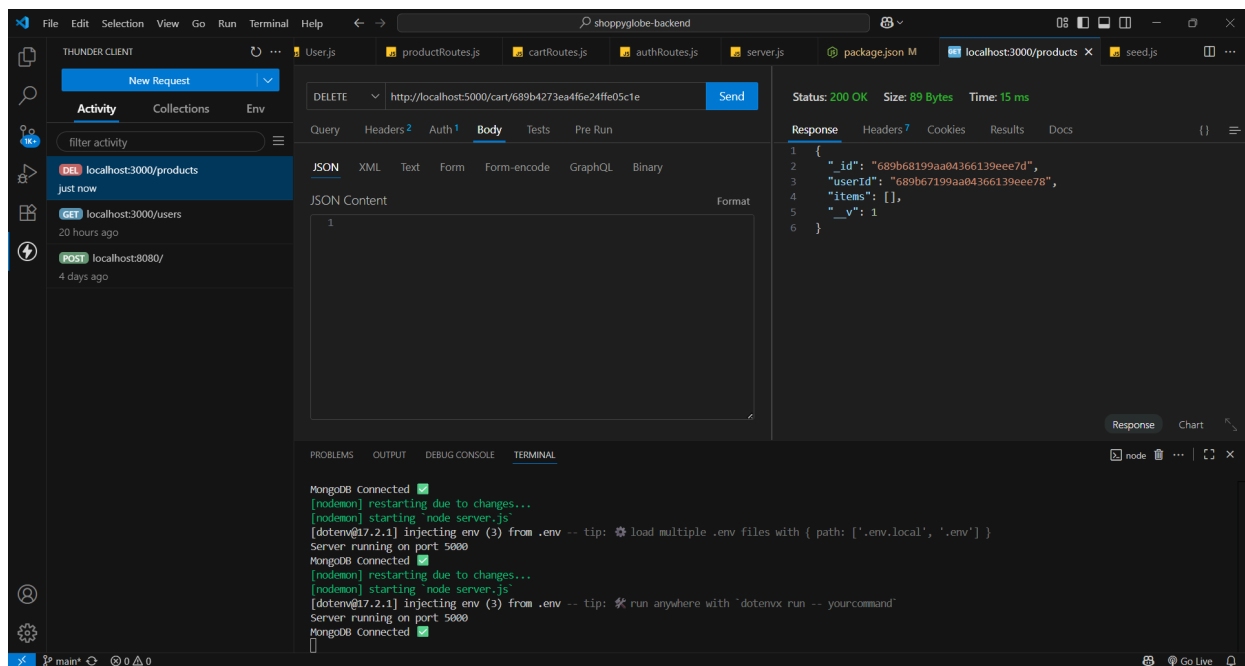 File Edit Selection View Go Run Terminal Help
shoppyglobe-backend
THUNDER CLIENT
New Request
Activity Collections Env
filter activity
1K+
DEL localhost:3000/products
just now
GET localhost:3000/users
20 hours ago
POST localhost:8080/
4 days ago
User.js productRoutes.js cartRoutes.js authRoutes.js server.js package.json M GET localhost:3000/products seed.js
DELETE http://localhost:5000/cart/689b4273ea4f6e24ffe05c1e Send
Query Headers 2 Auth 1 Body Tests Pre Run
JSON XML Text Form Form-encode GraphQL Binary
JSON Content Format
1
Status: 200 OK Size: 89 Bytes Time: 15 ms
Response Headers 7 Cookies Results Docs { }
1 {
2 "_id": "689b68199aa04366139eee7d",
3 "userId": "689b67199aa04366139eee78",
4 "items": [],
5 "__v": 1
6 }
Response Chart
PROBLEMS OUTPUT DEBUG CONSOLE TERMINAL
node
MongoDB Connected ✅
[nodemon] restarting due to changes...
[nodemon] starting `node server.js`
[dotenv@17.2.1] injecting env (3) from .env -- tip: ⚙️ load multiple .env files with { path: ['.env.local', '.env'] }
Server running on port 5000
MongoDB Connected ✅
[nodemon] restarting due to changes...
[nodemon] starting `node server.js`
[dotenv@17.2.1] injecting env (3) from .env -- tip: 🛠️ run anywhere with `dotenvx run -- yourcommand`
Server running on port 5000
MongoDB Connected ✅
main* 0 0
Go Live